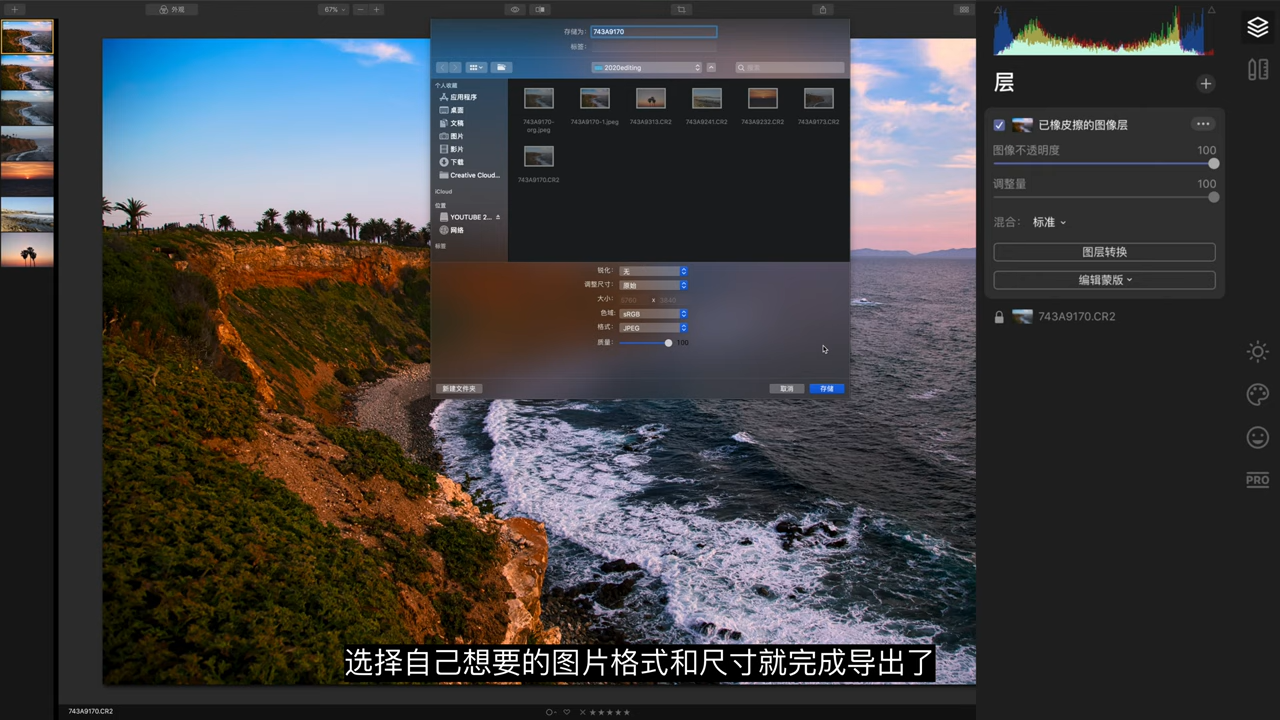 外观
67%
存储为:
743A9170
标签:
2020editing
搜索
个人收藏
应用程序
桌面
文稿
图片
影片
下载
Creative Cloud...
iCloud
位置
YOUTUBE 2...
网络
标签
743A9170-
org.jpeg
743A9170-1.jpeg
743A9313.CR2
743A9241.CR2
743A9232.CR2
743A9173.CR2
743A9170.CR2
锐化:
无
调整尺寸:
原始
大小:
5760 x 3840
色域:
sRGB
格式:
JPEG
质量:
100
新建文件夹
取消
存储
层
已橡皮擦的图像层
图像不透明度
100
调整量
100
混合: 标准
图层转换
编辑蒙版
743A9170.CR2
PRO
选择自己想要的图片格式和尺寸就完成导出了
743A9170.CR2